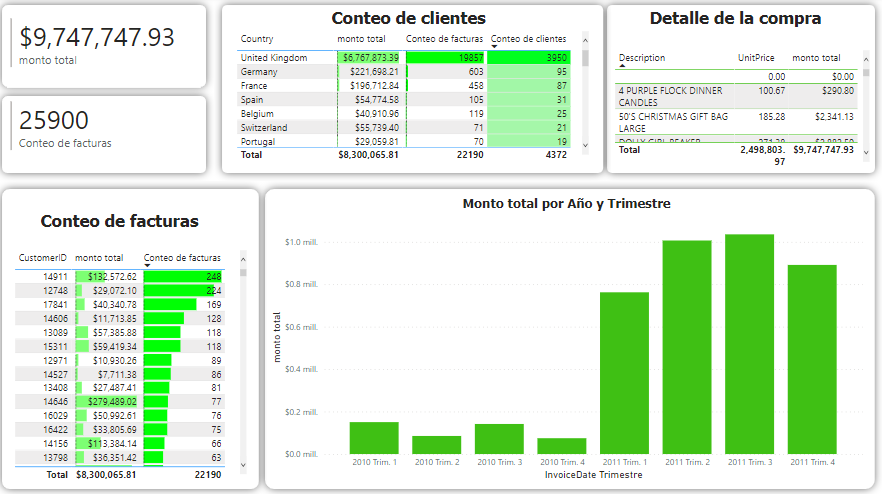 $9,747,747.93
monto total
25900
Conteo de facturas
Conteo de clientes
Country monto total Conteo de facturas Conteo de clientes
United Kingdom $6,767,873.39 19857 3950
Germany $221,698.21 603 95
France $196,712.84 458 87
Spain $54,774.58 105 31
Belgium $40,910.96 119 25
Switzerland $55,739.40 71 21
Portugal $29,059.81 70 19
Total $8,300,065.81 22190 4372
Detalle de la compra
Description UnitPrice monto total
0.00 $0.00
4 PURPLE FLOCK DINNER 100.67 $290.80
CANDLES
50'S CHRISTMAS GIFT BAG 185.28 $2,341.13
LARGE
DOLLY GIRL BEAKER
Total 2,498,803. $9,747,747.93
97
Conteo de facturas
CustomerID monto total Conteo de facturas
14911 $132,572.62 248
12748 $29,072.10 224
17841 $40,340.78 169
14606 $11,713.85 128
13089 $57,385.88 118
15311 $59,419.34 118
12971 $10,930.26 89
14527 $7,711.38 86
13408 $27,487.41 81
14646 $279,489.02 77
16029 $50,992.61 76
16422 $33,805.69 75
14156 $113,384.14 66
13798 $36,351.42 63
Total $8,300,065.81 22190
Monto total por Año y Trimestre
monto total
$1.0 mill.
$0.8 mill.
$0.6 mill.
$0.4 mill.
$0.2 mill.
$0.0 mill.
2010 Trim. 1 2010 Trim. 2 2010 Trim. 3 2010 Trim. 4 2011 Trim. 1 2011 Trim. 2 2011 Trim. 3 2011 Trim. 4
InvoiceDate Trimestre